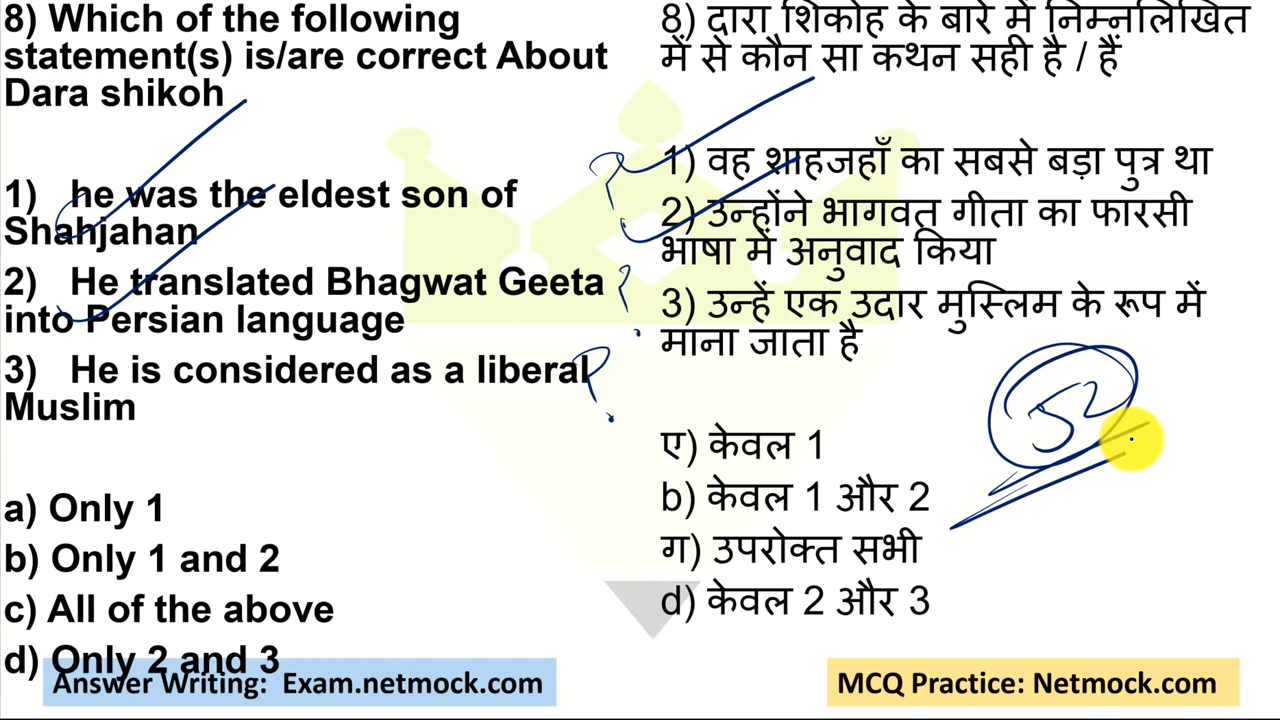 8) Which of the following
statement(s) is/are correct About
Dara shikoh
1) he was the eldest son of
Shahjahan
2) He translated Bhagwat Geeta
into Persian language
3) He is considered as a liberal
Muslim
a) Only 1
b) Only 1 and 2
c) All of the above
d) Only 2 and 3
8) दारा शिकोह के बारे में निम्नलिखित
में से कौन सा कथन सही है / हैं
1) वह शाहजहाँ का सबसे बड़ा पुत्र था
2) उन्होंने भागवत गीता का फारसी
भाषा में अनुवाद किया
3) उन्हें एक उदार मुस्लिम के रूप में
माना जाता है
ए) केवल 1
b) केवल 1 और 2
ग) उपरोक्त सभी
d) केवल 2 और 3
52
Answer Writing: Exam.netmock.com
MCQ Practice: Netmock.com